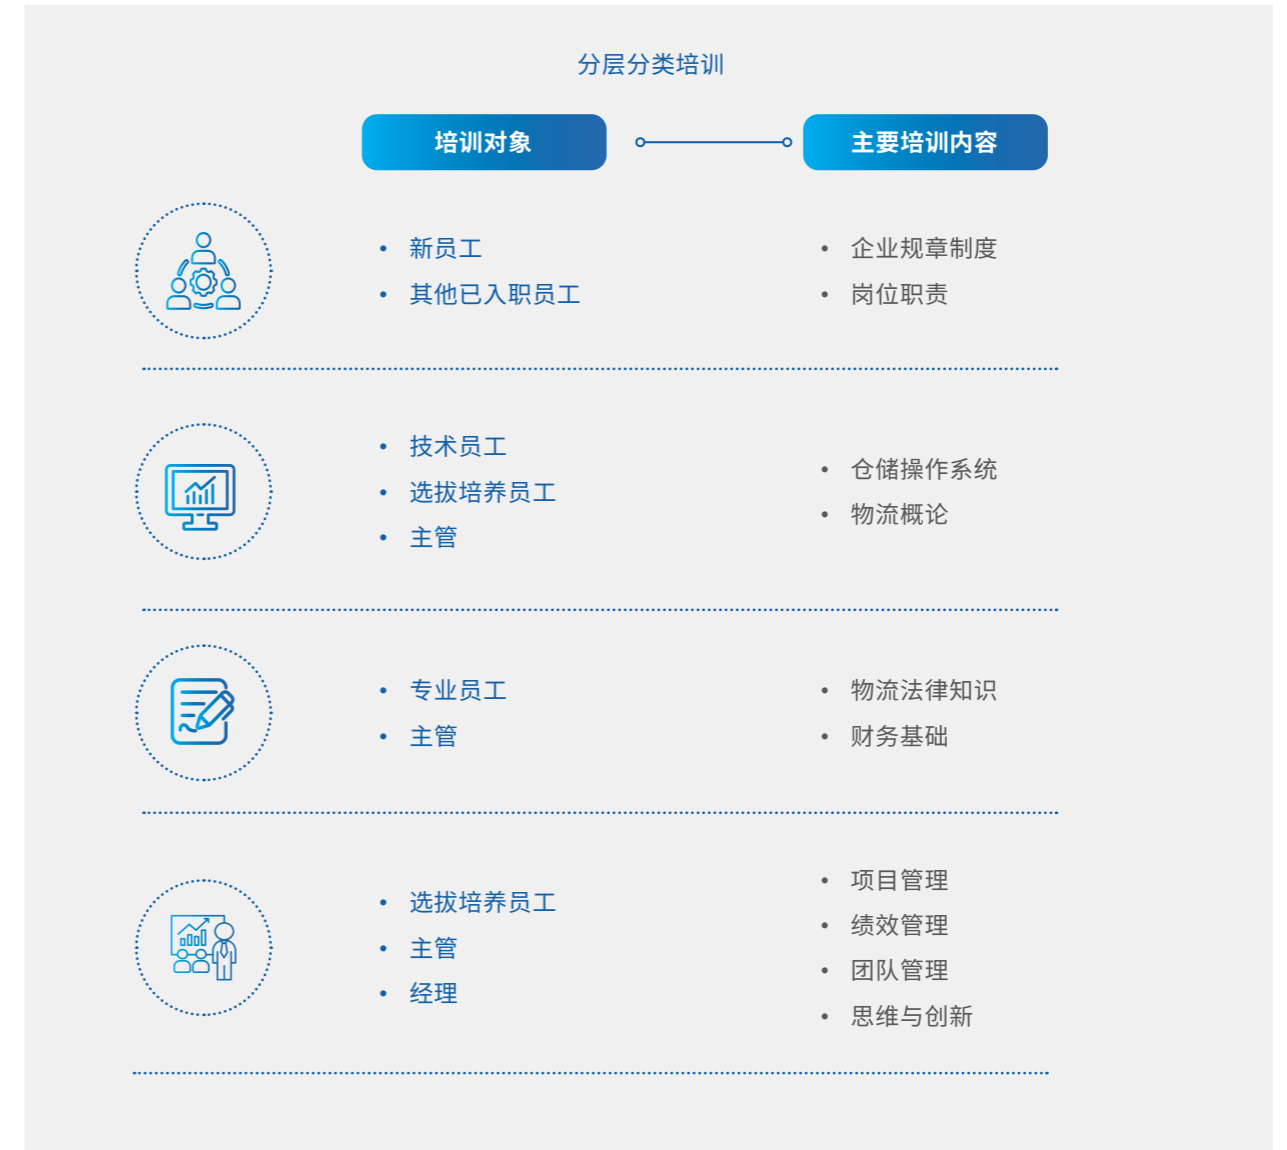 分层分类培训
培训对象
主要培训内容
• 新员工
• 其他已入职员工
• 企业规章制度
• 岗位职责
• 技术员工
• 选拔培养员工
• 主管
• 仓储操作系统
• 物流概论
• 专业员工
• 主管
• 物流法律知识
• 财务基础
• 选拔培养员工
• 主管
• 经理
• 项目管理
• 绩效管理
• 团队管理
• 思维与创新